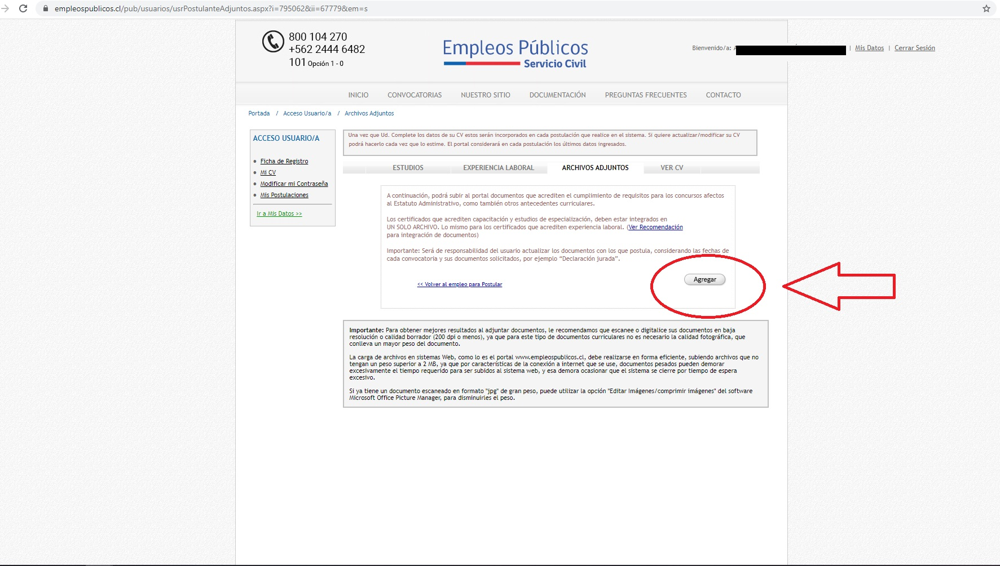 empleospublicos.cl/pub/usuarios/usrPostulanteAdjuntos.aspx?i=795062&ii=67779&em=s
800 104 270
+562 2444 6482
101 Opción 1 - 0
Empleos Públicos
Servicio Civil
Bienvenido/a: | Mis Datos | Cerrar Sesión
INICIO CONVOCATORIAS NUESTRO SITIO DOCUMENTACIÓN PREGUNTAS FRECUENTES CONTACTO
Portada / Acceso Usuario/a / Archivos Adjuntos
ACCESO USUARIO/A
Ficha de Registro
Mi CV
Modificar mi Contraseña
Mis Postulaciones
Ir a Mis Datos >>
Una vez que Ud. Complete los datos de su CV estos serán incorporados en cada postulación que realice en el sistema. Si quiere actualizar/modificar su CV
podrá hacerlo cada vez que lo estime. El portal considerará en cada postulación los últimos datos ingresados.
ESTUDIOS EXPERIENCIA LABORAL ARCHIVOS ADJUNTOS VER CV
A continuación, podrá subir al portal documentos que acrediten el cumplimiento de requisitos para los concursos afectos
al Estatuto Administrativo, como también otros antecedentes curriculares.
Los certificados que acrediten capacitación y estudios de especialización, deben estar integrados en
UN SOLO ARCHIVO. Lo mismo para los certificados que acrediten experiencia laboral. (Ver Recomendación
para integración de documentos)
Importante: Será de responsabilidad del usuario actualizar los documentos con los que postula, considerando las fechas de
cada convocatoria y sus documentos solicitados, por ejemplo “Declaración jurada”.
Agregar
<< Volver al empleo para Postular
Importante: Para obtener mejores resultados al adjuntar documentos, le recomendamos que escanee o digitalice sus documentos en baja
resolución o calidad borrador (200 dpi o menos), ya que para este tipo de documentos curriculares no es necesario la calidad fotográfica, que
conlleva un mayor peso del documento.
La carga de archivos en sistemas Web, como lo es el portal www.empleospublicos.cl, debe realizarse en forma eficiente, subiendo archivos que no
tengan un peso superior a 2 MB, ya que por características de la conexión a internet que se use, documentos pesados pueden demorar
excesivamente el tiempo requerido para ser subidos al sistema web, y esa demora ocasionar que el sistema se cierre por tiempo de espera
excesivo.
Si ya tiene un documento escaneado en formato "jpg" de gran peso, puede utilizar la opción "Editar Imágenes/comprimir imágenes" del software
Microsoft Office Picture Manager, para disminuirles el peso.